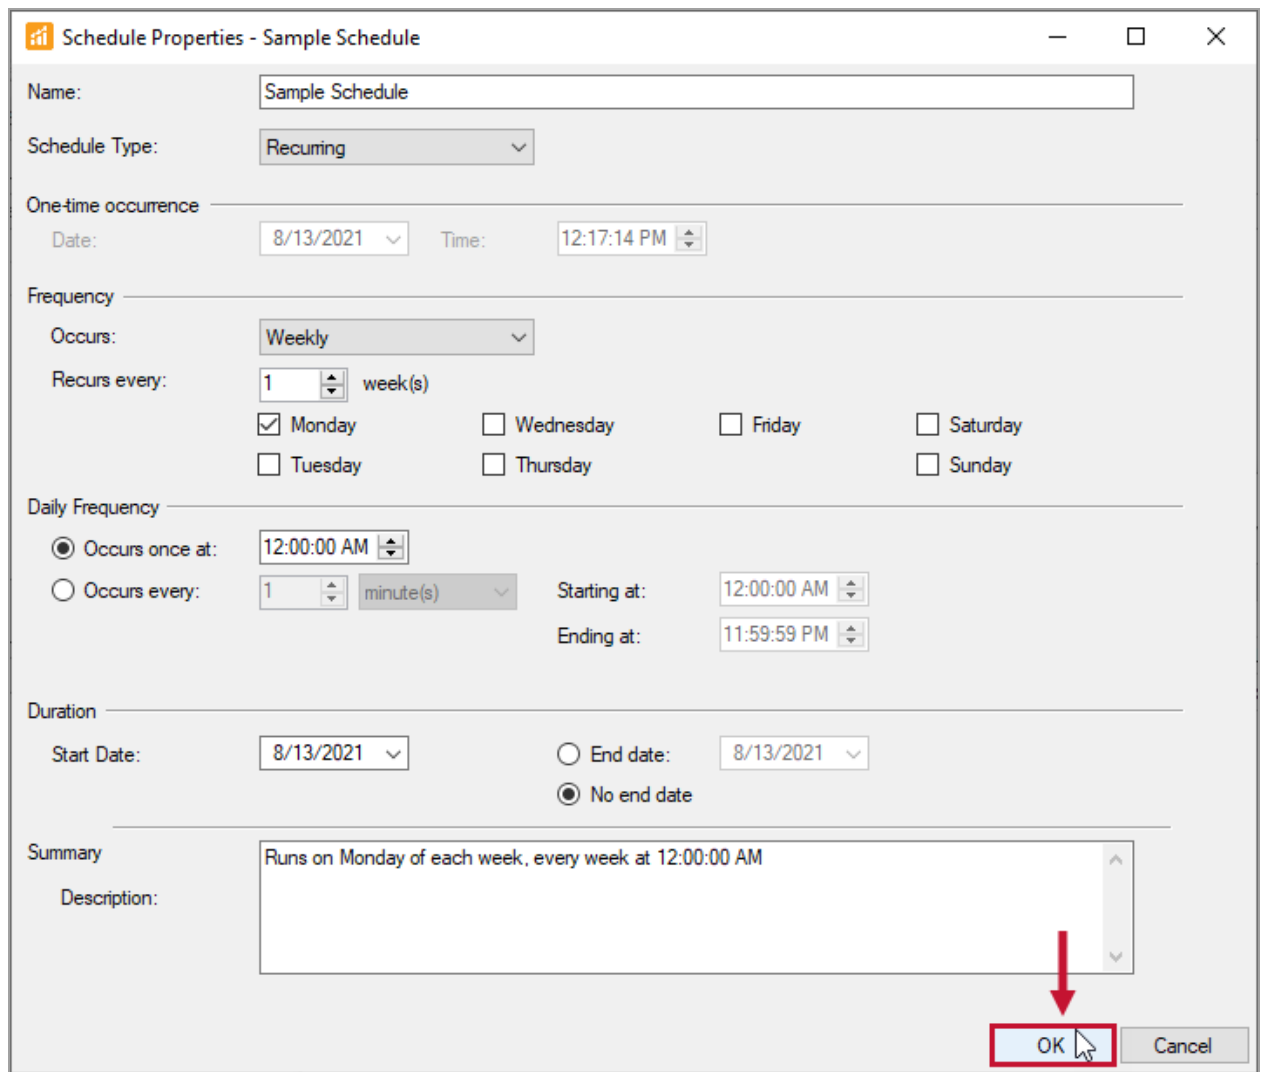 Schedule Properties - Sample Schedule
Name: Sample Schedule
Schedule Type: Recurring
One-time occurrence
Date: 8/13/2021 Time: 12:17:14 PM
Frequency
Occurs: Weekly
Recurs every: 1 week(s)
Monday Wednesday Friday Saturday
Tuesday Thursday Sunday
Daily Frequency
Occurs once at: 12:00:00 AM
Occurs every: 1 minute(s) Starting at: 12:00:00 AM
Ending at: 11:59:59 PM
Duration
Start Date: 8/13/2021 End date: 8/13/2021
No end date
Summary
Runs on Monday of each week, every week at 12:00:00 AM
Description:
OK Cancel